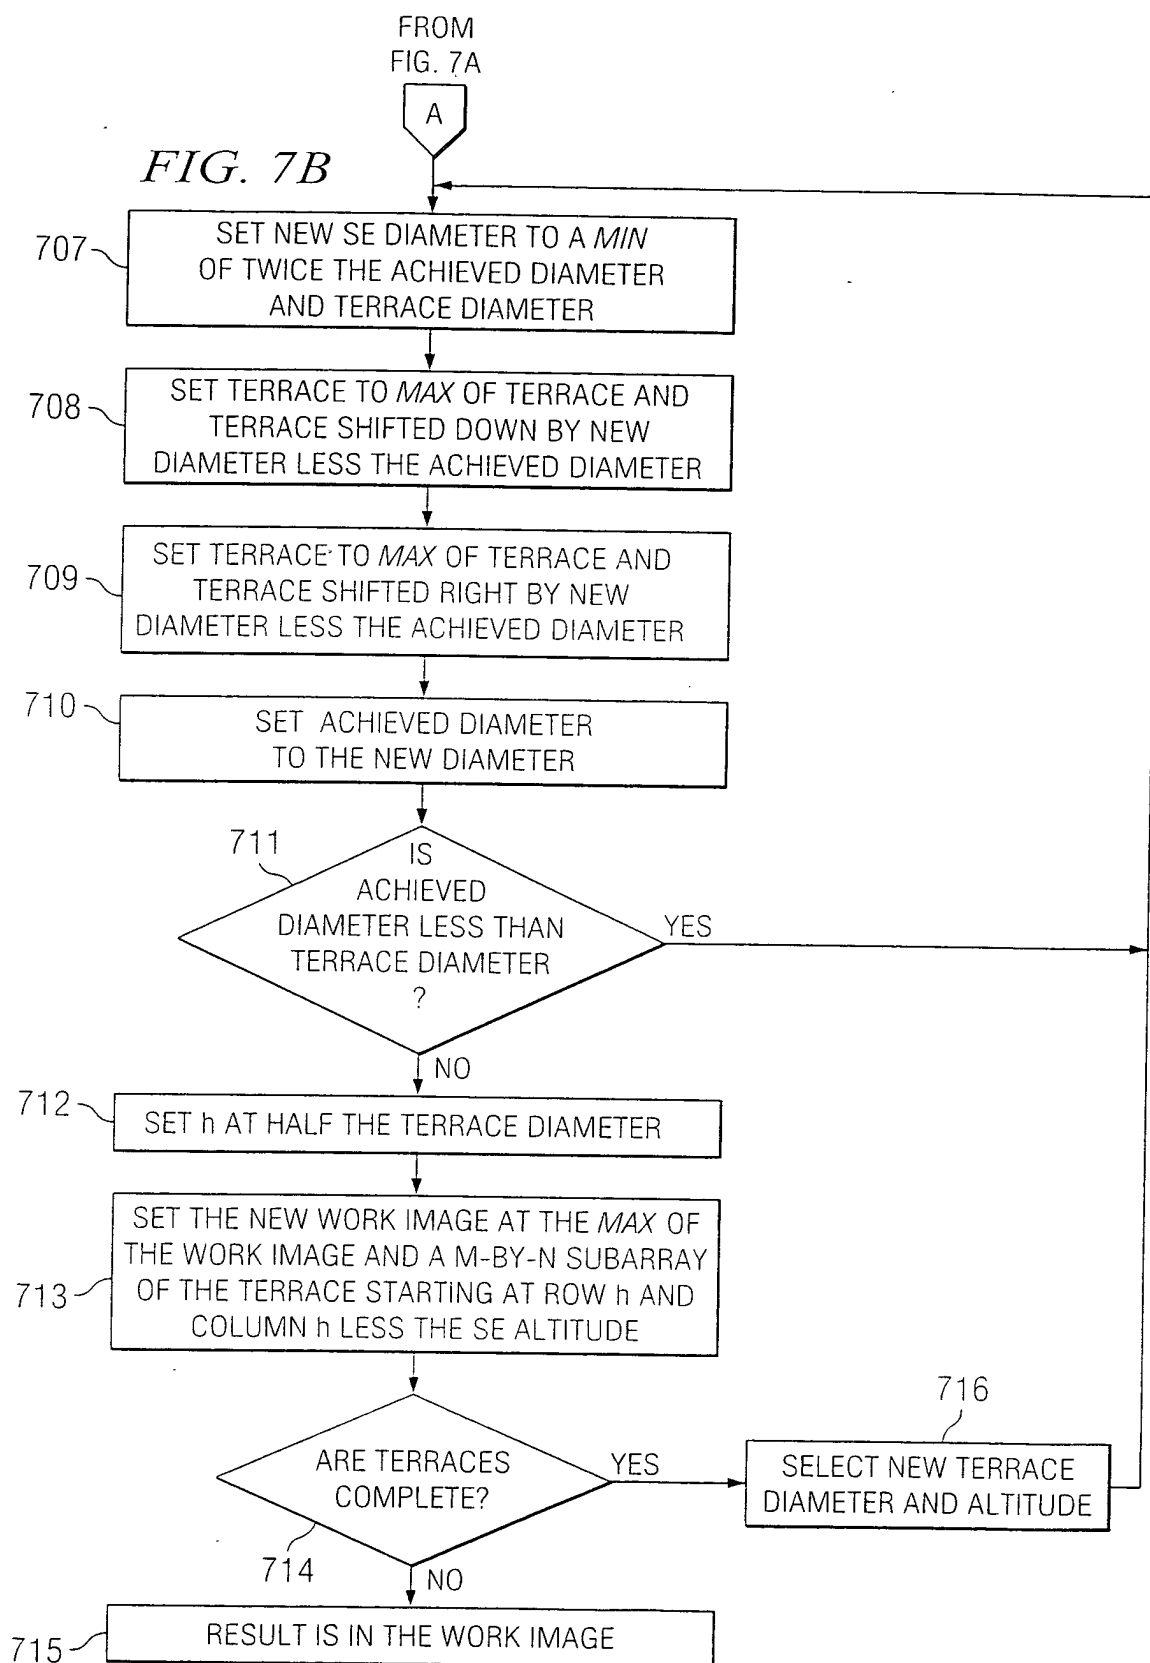 FROM
FIG. 7A
A
FIG. 7B
707
SET NEW SE DIAMETER TO A MIN
OF TWICE THE ACHIEVED DIAMETER
AND TERRACE DIAMETER
708
SET TERRACE TO MAX OF TERRACE AND
TERRACE SHIFTED DOWN BY NEW
DIAMETER LESS THE ACHIEVED DIAMETER
709
SET TERRACE TO MAX OF TERRACE AND
TERRACE SHIFTED RIGHT BY NEW
DIAMETER LESS THE ACHIEVED DIAMETER
710
SET ACHIEVED DIAMETER
TO THE NEW DIAMETER
711
IS
ACHIEVED
DIAMETER LESS THAN
TERRACE DIAMETER
?
YES
NO
712
SET h AT HALF THE TERRACE DIAMETER
713
SET THE NEW WORK IMAGE AT THE MAX OF
THE WORK IMAGE AND A M-BY-N SUBARRAY
OF THE TERRACE STARTING AT ROW h AND
COLUMN h LESS THE SE ALTITUDE
714
ARE TERRACES
COMPLETE?
YES
716
SELECT NEW TERRACE
DIAMETER AND ALTITUDE
NO
715
RESULT IS IN THE WORK IMAGE